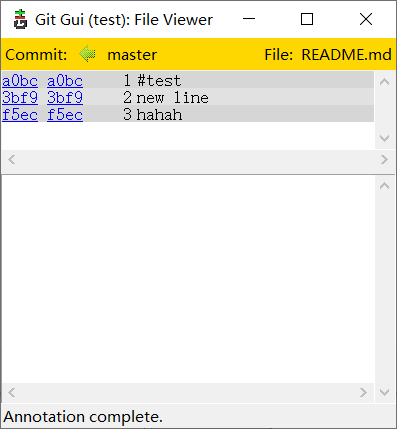 Git Gui (test): File Viewer
Commit: master File: README.md
a0bc a0bc 1 #test
3bf9 3bf9 2 new line
f5ec f5ec 3 hahah
Annotation complete.